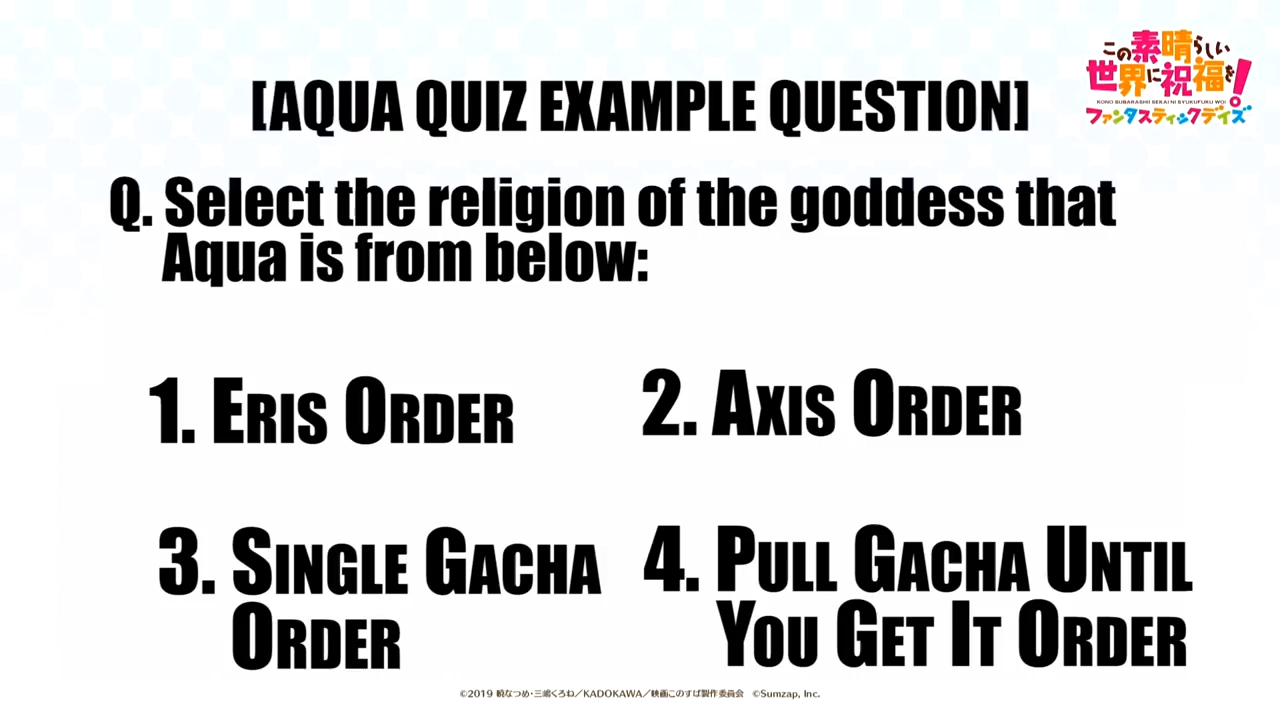 この素晴らしい
世界に祝福を!
KONO SUBARASHII SEKAI NI SYUKUFUKU WO!
ファンタスティックデイズ
[AQUA QUIZ EXAMPLE QUESTION]
Q. Select the religion of the goddess that
Aqua is from below:
1. ERIS ORDER
2. AXIS ORDER
3. SINGLE GACHA
ORDER
4. PULL GACHA UNTIL
YOU GET IT ORDER
©2019 暁なつめ・三嶋くろね/KADOKAWA/映画このすば製作委員会 ©Sumzap, Inc.